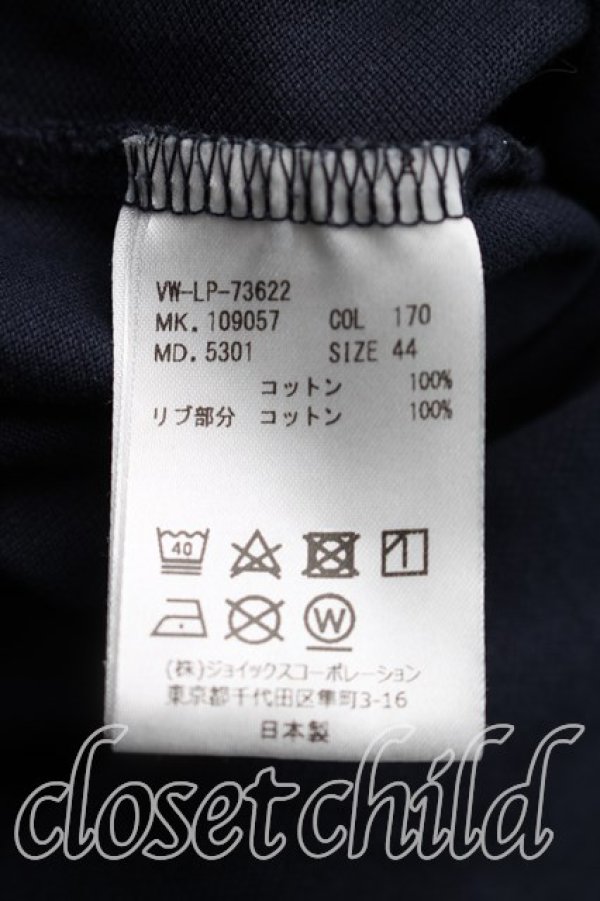 VW-LP-73622
MK. 109057 COL 170
MD. 5301 SIZE 44
コットン 100%
リブ部分 コットン 100%
40
W
(株)ジョイックスコーポレーション
東京都千代田区隼町3-16
日本製
closetchild